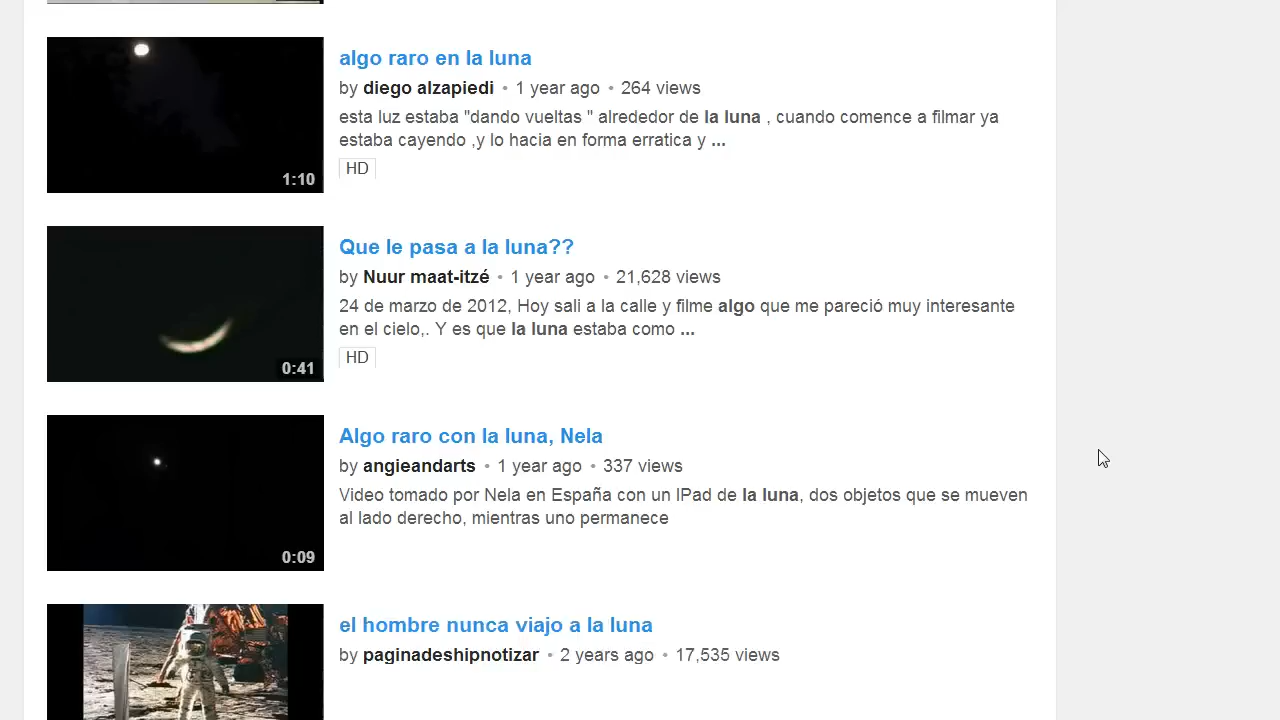 algo raro en la luna
by diego alzapiedi • 1 year ago • 264 views
esta luz estaba "dando vueltas " alrededor de la luna , cuando comence a filmar ya
estaba cayendo ,y lo hacia en forma erratica y ...
HD
1:10
Que le pasa a la luna??
by Nuur maat-itzé • 1 year ago • 21,628 views
24 de marzo de 2012, Hoy sali a la calle y filme algo que me pareció muy interesante
en el cielo,. Y es que la luna estaba como ...
HD
0:41
Algo raro con la luna, Nela
by angieandarts • 1 year ago • 337 views
Video tomado por Nela en España con un IPad de la luna, dos objetos que se mueven
al lado derecho, mientras uno permanece
0:09
el hombre nunca viajo a la luna
by paginadeshipnotizar • 2 years ago • 17,535 views